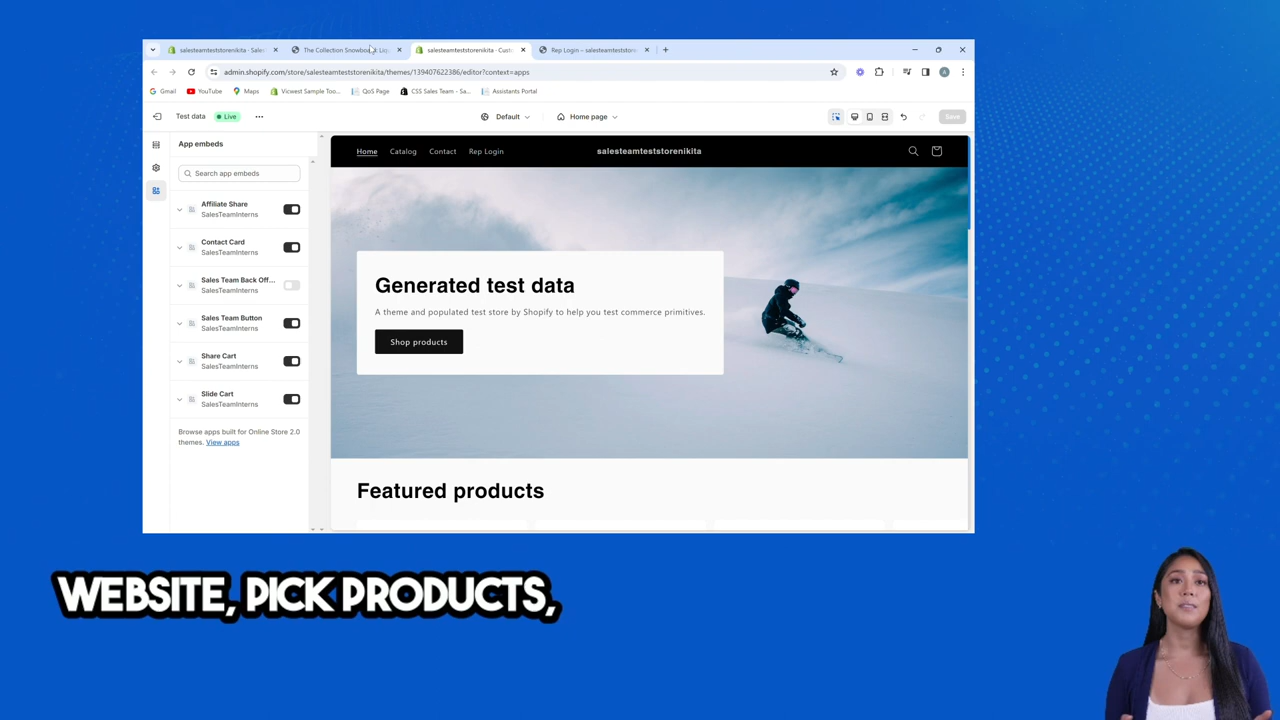 salesteamteststorenikita - Sales
The Collection Snowboard: Liq
salesteamteststorenikita - Cust
Rep Login – salesteamteststore
admin.shopify.com/store/salesteamteststorenikita/themes/139407622386/editor?context=apps
Gmail
YouTube
Maps
Vicwest Sample Too...
QoS Page
CSS Sales Team - Sa...
Assistants Portal
Test data
Live
Default
Home page
Save
App embeds
Search app embeds
Affiliate Share
SalesTeamInterns
Contact Card
SalesTeamInterns
Sales Team Back Off...
SalesTeamInterns
Sales Team Button
SalesTeamInterns
Share Cart
SalesTeamInterns
Slide Cart
SalesTeamInterns
Browse apps built for Online Store 2.0
themes. View apps
Home
Catalog
Contact
Rep Login
salesteamteststorenikita
Generated test data
A theme and populated test store by Shopify to help you test commerce primitives.
Shop products
Featured products
WEBSITE, PICK PRODUCTS,